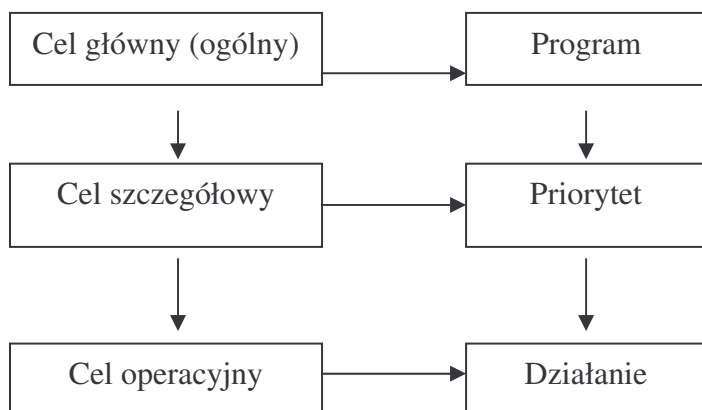 Cel główny (ogólny)
Program
Cel szczegółowy
Priorytet
Cel operacyjny
Działanie